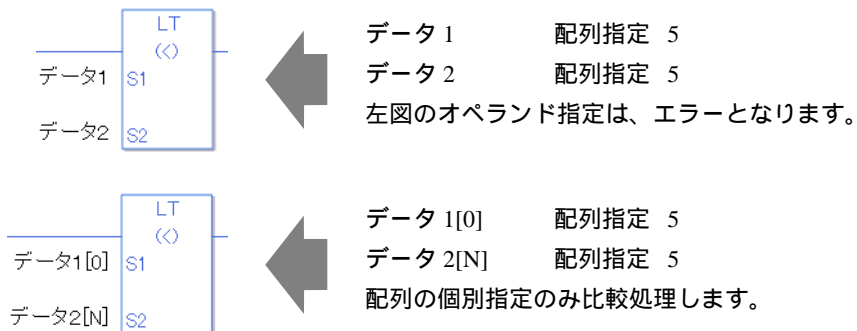 LT
(<)
データ1 S1
データ2 S2
データ 1 配列指定 5
データ 2 配列指定 5
左図のオペランド指定は、エラーとなります。
LT
(<)
データ1[0] S1
データ2[N] S2
データ 1[0] 配列指定 5
データ 2[N] 配列指定 5
配列の個別指定のみ比較処理します。